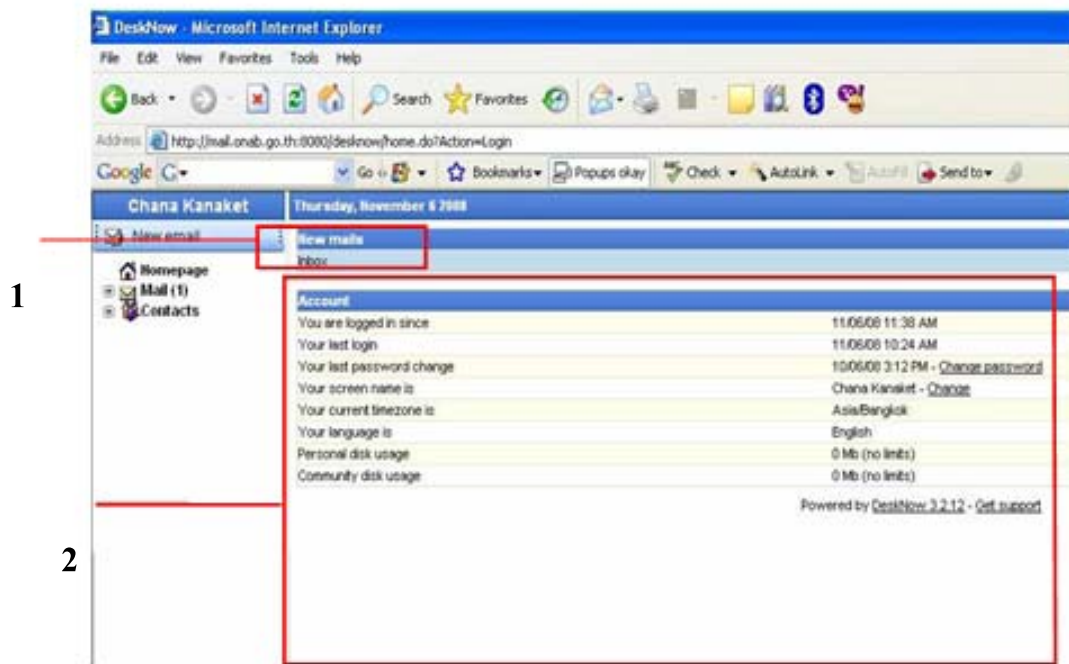 DeskNow - Microsoft Internet Explorer
File Edit View Favorites Tools Help
Back Search Favorites
Address http://mail.onab.go.th:8080/desknow/home.do?Action=Login
Google G Go Bookmarks Popups okay Check AutoLink AutoFill Send to
Chana Kanaket Thursday, November 6 2008
New email New mails
Inbox
Homepage
Mail (1)
Contacts
1
Account
You are logged in since 11/06/08 11:38 AM
Your last login 11/06/08 10:24 AM
Your last password change 10/06/08 3:12 PM - Change password
Your screen name is Chana Kanaket - Change
Your current timezone is Asia/Bangkok
Your language is English
Personal disk usage 0 Mb (no limits)
Community disk usage 0 Mb (no limits)
Powered by DeskNow 3.2.12 - Get support
2